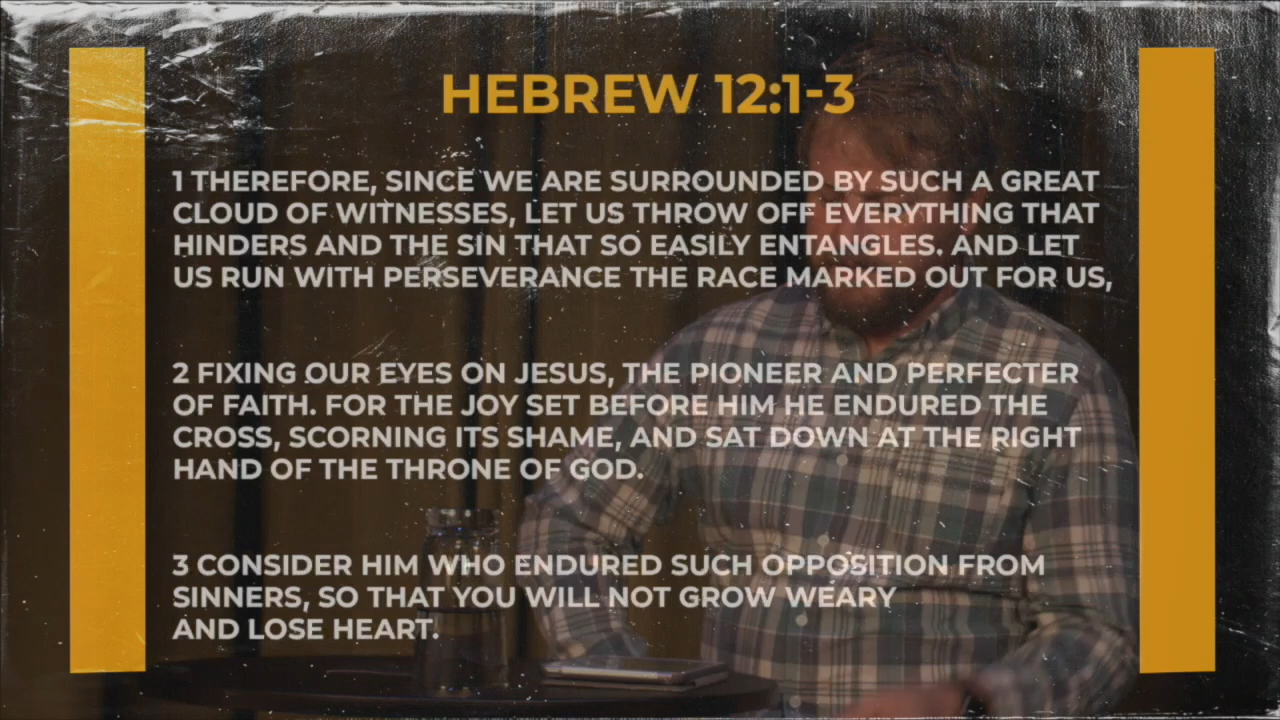 HEBREW 12:1-3
1 THEREFORE, SINCE WE ARE SURROUNDED BY SUCH A GREAT
CLOUD OF WITNESSES, LET US THROW OFF EVERYTHING THAT
HINDERS AND THE SIN THAT SO EASILY ENTANGLES. AND LET
US RUN WITH PERSEVERANCE THE RACE MARKED OUT FOR US,
2 FIXING OUR EYES ON JESUS, THE PIONEER AND PERFECTER
OF FAITH. FOR THE JOY SET BEFORE HIM HE ENDURED THE
CROSS, SCORNING ITS SHAME, AND SAT DOWN AT THE RIGHT
HAND OF THE THRONE OF GOD.
3 CONSIDER HIM WHO ENDURED SUCH OPPOSITION FROM
SINNERS, SO THAT YOU WILL NOT GROW WEARY
AND LOSE HEART.